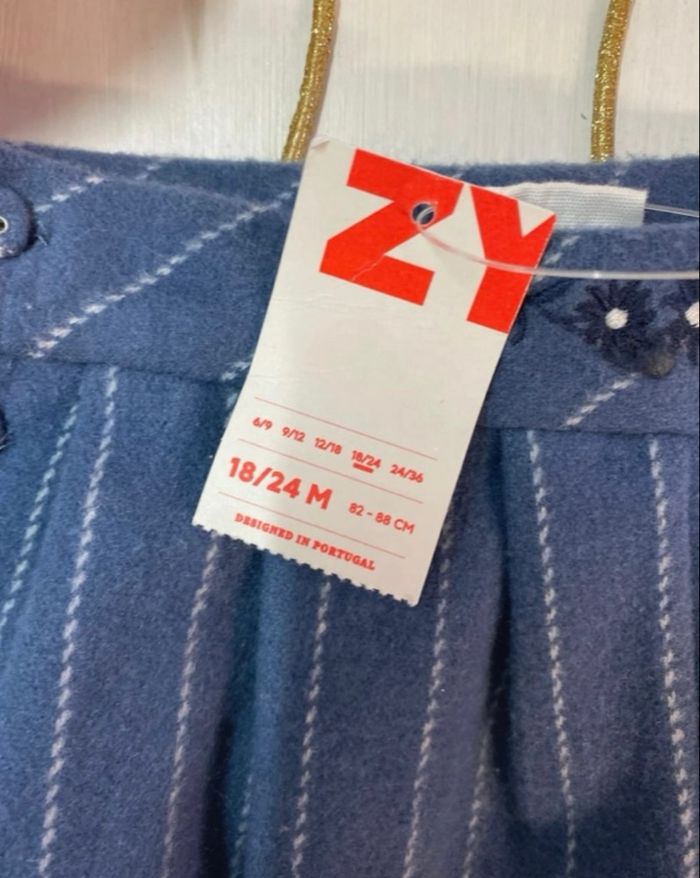 ZY
6/9 9/12 12/18 18/24 24/36
18/24 M 82 - 88 CM
DESIGNED IN PORTUGAL